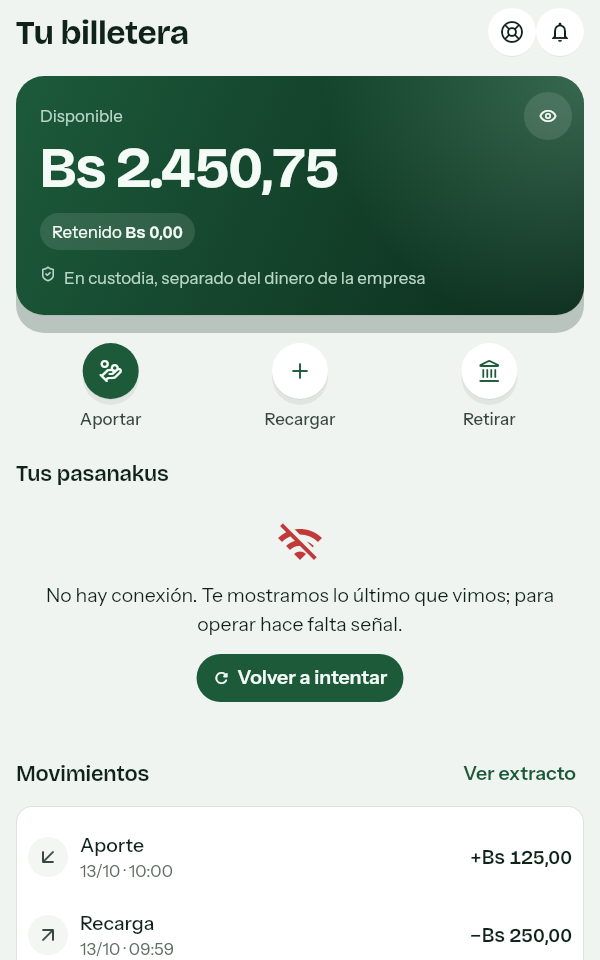 Tu billetera
Disponible
Bs 2.450,75
Retenido Bs 0,00
En custodia, separado del dinero de la empresa
Aportar
Recargar
Retirar
Tus pasanakus
No hay conexión. Te mostramos lo último que vimos; para
operar hace falta señal.
Volver a intentar
Movimientos
Ver extracto
Aporte
13/10 · 10:00
+Bs 125,00
Recarga
13/10 · 09:59
−Bs 250,00